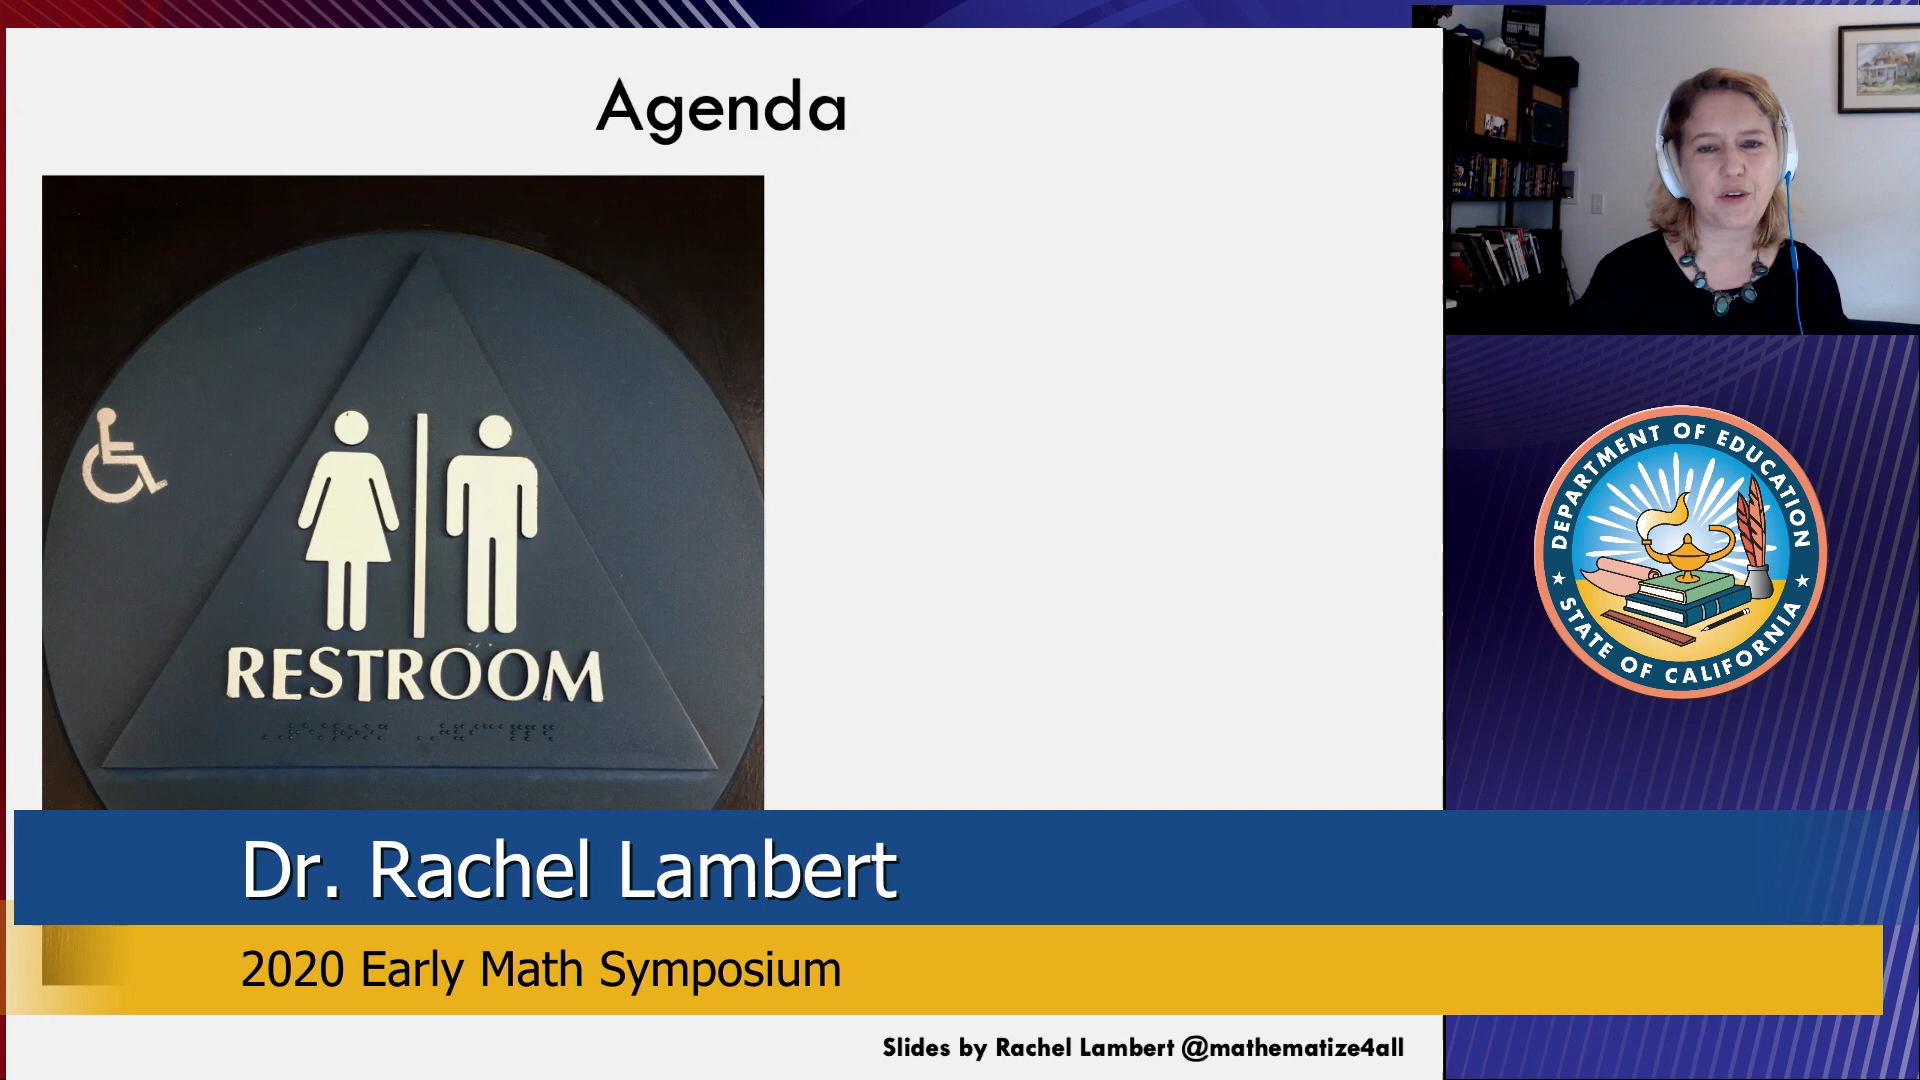 Agenda
RESTROOM
DEPARTMENT OF EDUCATION
STATE OF CALIFORNIA
Dr. Rachel Lambert
2020 Early Math Symposium
Slides by Rachel Lambert @mathematize4all